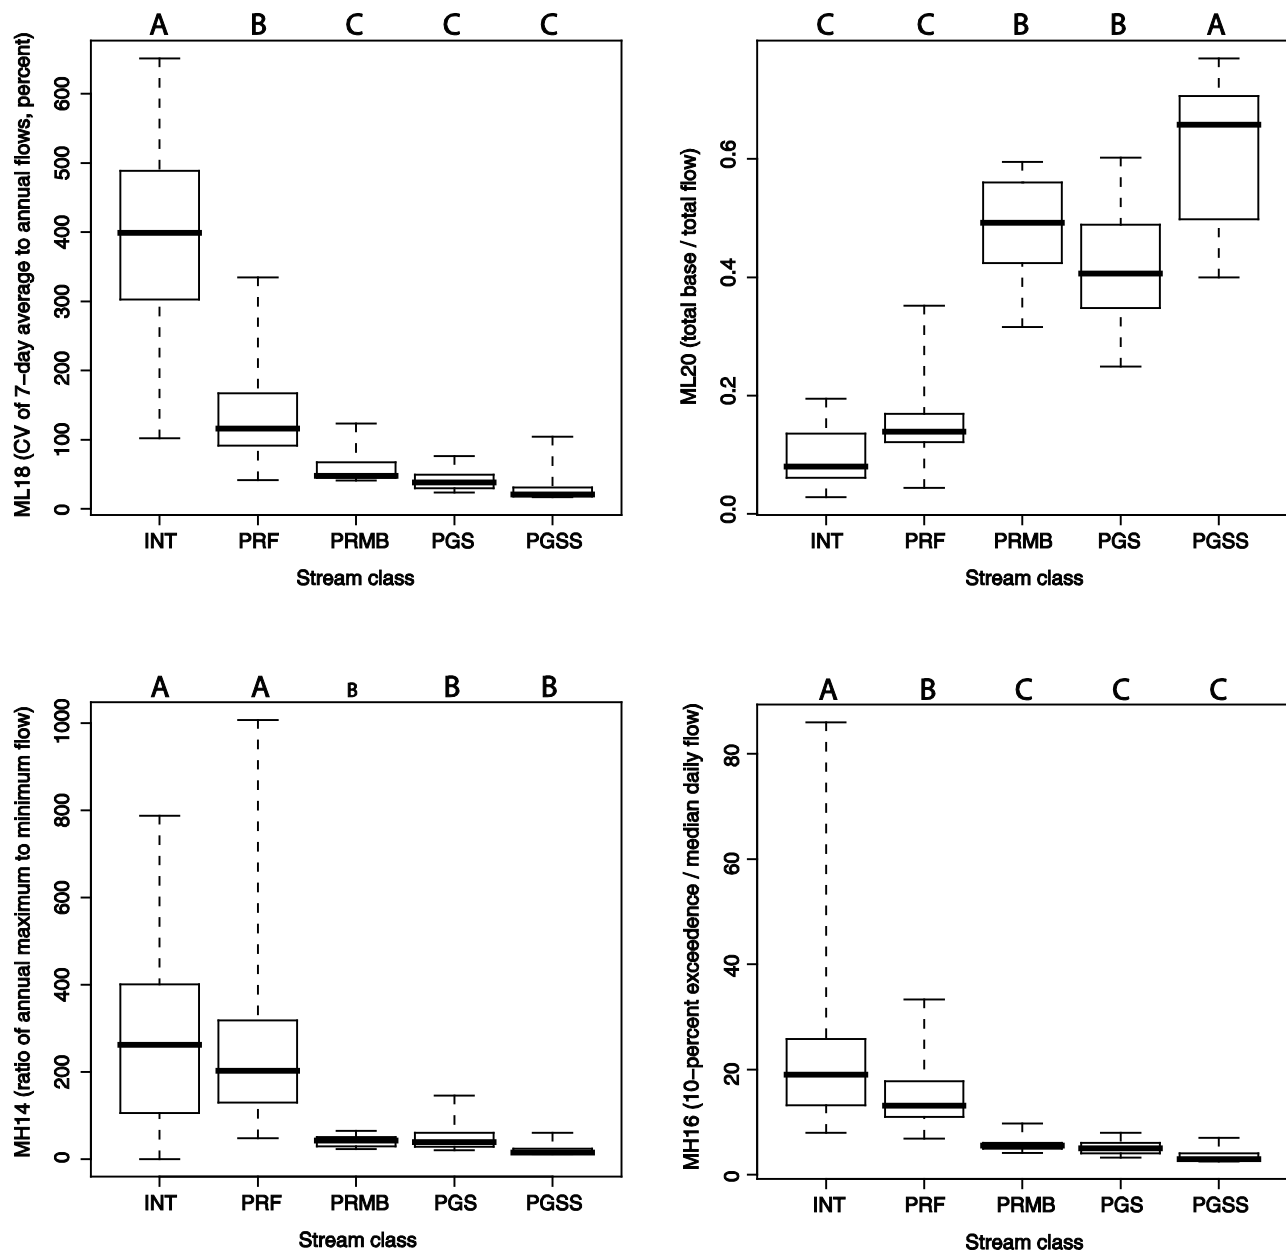 A B C C C
ML18 (CV of 7−day average to annual flows, percent)
600
500
400
300
200
100
0
INT PRF PRMB PGS PGSS
Stream class
C C B B A
ML20 (total base / total flow)
0.6
0.4
0.2
0.0
INT PRF PRMB PGS PGSS
Stream class
A A B B B
MH14 (ratio of annual maximum to minimum flow)
1000
800
600
400
200
0
INT PRF PRMB PGS PGSS
Stream class
A B C C C
MH16 (10−percent exceedence / median daily flow)
80
60
40
20
0
INT PRF PRMB PGS PGSS
Stream class